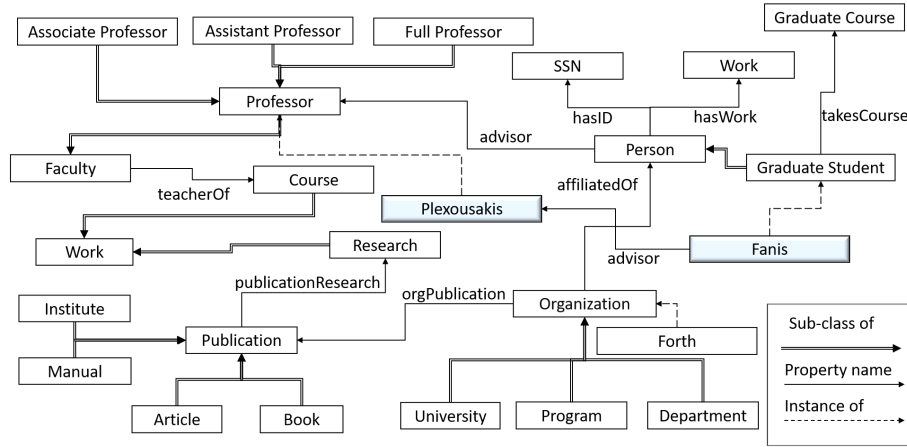 Graduate Course
Associate Professor
Assistant Professor
Full Professor
SSN
Work
Professor
hasID
hasWork
takesCourse
advisor
Person
Faculty
Graduate Student
teacherOf
Course
affiliatedOf
Plexousakis
Work
Research
advisor
Fanis
publicationResearch
orgPublication
Organization
Institute
Publication
Forth
Manual
Article
Book
University
Program
Department
Sub-class of
Property name
Instance of